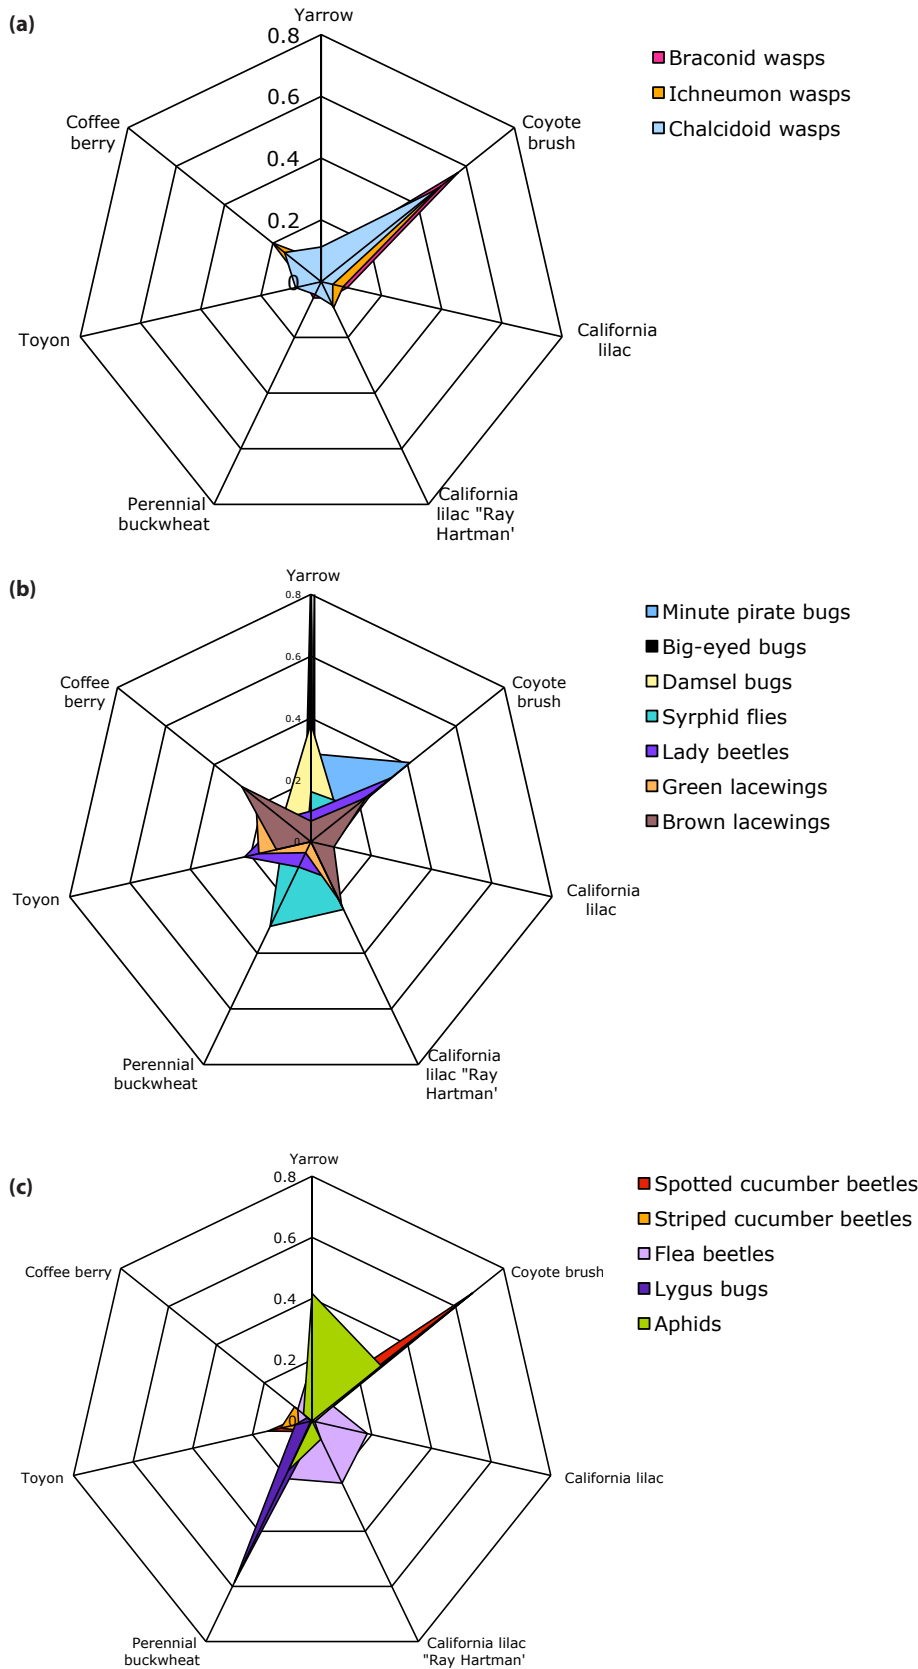 (a)
Yarrow
0.8
0.6
0.4
0.2
0
Coyote
brush
California
lilac
California
lilac "Ray
Hartman'
Perennial
buckwheat
Toyon
Coffee
berry
Braconid wasps
Ichneumon wasps
Chalcidoid wasps
(b)
Yarrow
0.8
0.6
0.4
0.2
0
Coyote
brush
California
lilac
California
lilac "Ray
Hartman'
Perennial
buckwheat
Toyon
Coffee
berry
Minute pirate bugs
Big-eyed bugs
Damsel bugs
Syrphid flies
Lady beetles
Green lacewings
Brown lacewings
(c)
Yarrow
0.8
0.6
0.4
0.2
0
Coyote brush
California lilac
California lilac
"Ray Hartman'
Perennial
buckwheat
Toyon
Coffee berry
Spotted cucumber beetles
Striped cucumber beetles
Flea beetles
Lygus bugs
Aphids